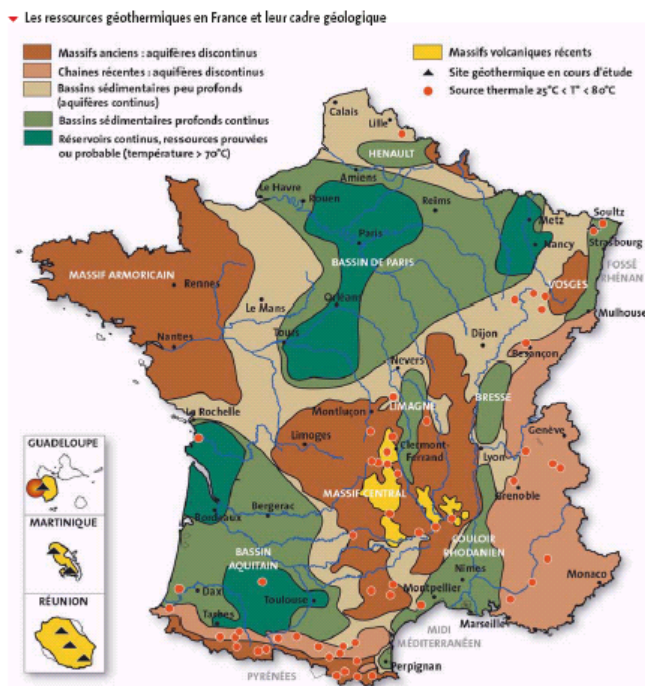 Les ressources géothermiques en France et leur cadre géologique
Massifs anciens : aquifères discontinus
Chaines récentes : aquifères discontinus
Bassins sédimentaires peu profonds
(aquifères continus)
Bassins sédimentaires profonds continus
Réservoirs continus, ressources prouvées
ou probable (température > 70°C)
Massifs volcaniques récents
Site géothermique en cours d'étude
Source thermale 25°C < T° < 80°C
Calais
Lille
HENAULT
Amiens
Le Havre
Rouen
Reims
Metz
Soultz
Paris
Nancy
Strasbourg
BASSIN DE PARIS
FOSSÉ
RHÉNAN
MASSIF ARMORICAIN
Rennes
VOSGES
Orléans
Le Mans
Mulhouse
Nantes
Tours
Dijon
Besançon
Nevers
BRESSE
La Rochelle
Montluçon
LIMAGNE
Genève
Limoges
Clermont-
Ferrand
Lyon
GUADELOUPE
MASSIF CENTRAL
Grenoble
Bordeaux
Bergerac
MARTINIQUE
COULOIR
RHODANIEN
BASSIN
AQUITAIN
Nimes
Monaco
Dax
Toulouse
Montpellier
RÉUNION
Tarbes
Marseille
MIDI
MÉDITERRANÉEN
Perpignan
PYRÉNÉES